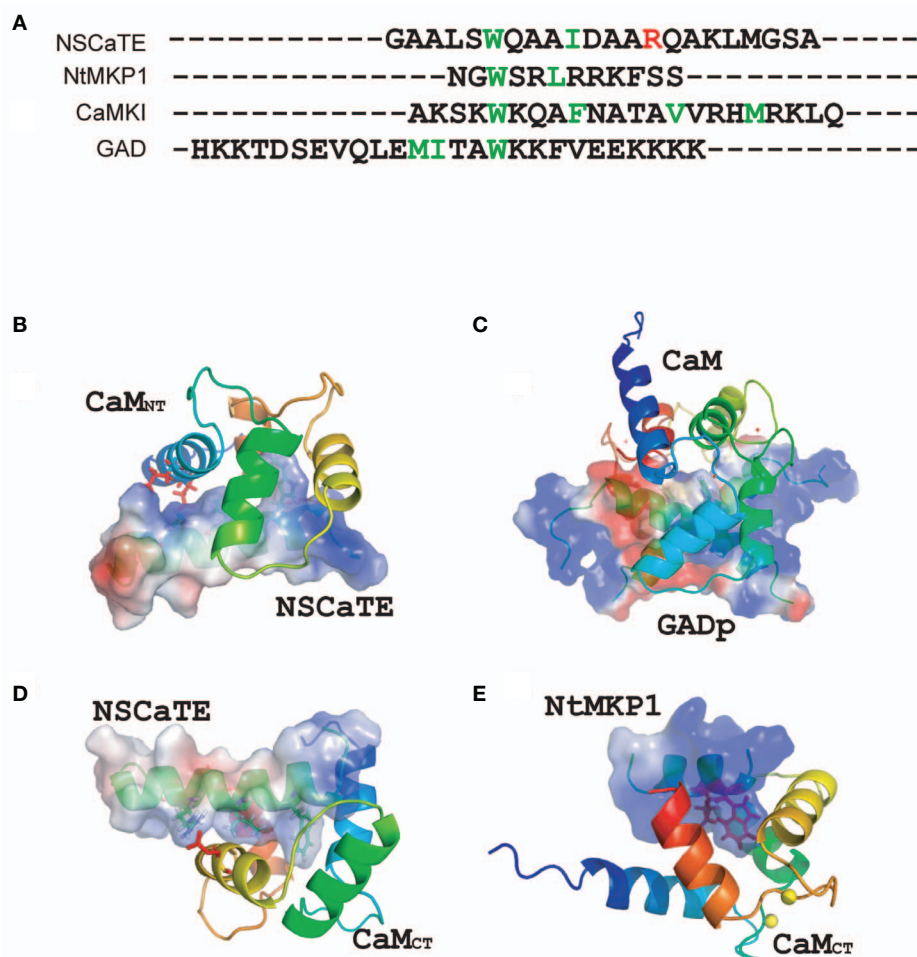 A
NSCaTE ---------------GAALSWQAAIDAARQAKLMGSA-------
NtMKP1 -------------------NGWSRLRRKFSS----------------
CaMKI ----------------AKSKWKQAFNATAVVRHMRKLQ-----
GAD -HKKTDSEVQLEMITAWKKFVEEKKKK---------------
B
C
CaMNT
CaM
NSCaTE
GADp
D
E
NSCaTE
NtMKP1
CaMCT
CaMCT